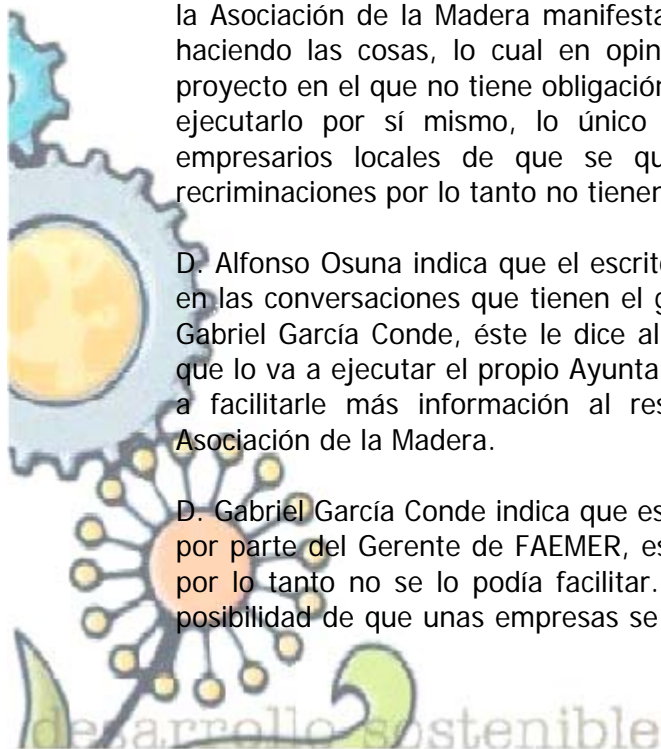 la Asociación de la Madera manifesta
haciendo las cosas, lo cual en opin
proyecto en el que no tiene obligación
ejecutarlo por sí mismo, lo único
empresarios locales de que se qu
recriminaciones por lo tanto no tiener
D. Alfonso Osuna indica que el escrito
en las conversaciones que tienen el g
Gabriel García Conde, éste le dice al
que lo va a ejecutar el propio Ayunta
a facilitarle más información al res
Asociación de la Madera.
D. Gabriel García Conde indica que es
por parte del Gerente de FAEMER, es
por lo tanto no se lo podía facilitar.
posibilidad de que unas empresas se
desarrollo sostenible